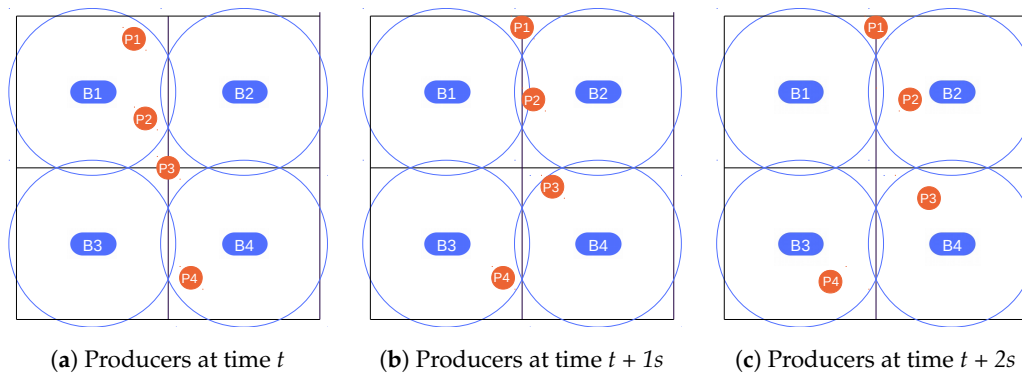 P1
B1 B2
P2
P3
B3 B4
P4
(a) Producers at time t
P1
B1 B2
P2
P3
B3 B4
P4
(b) Producers at time t + 1s
P1
B1 B2
P2
P3
B3 B4
P4
(c) Producers at time t + 2s